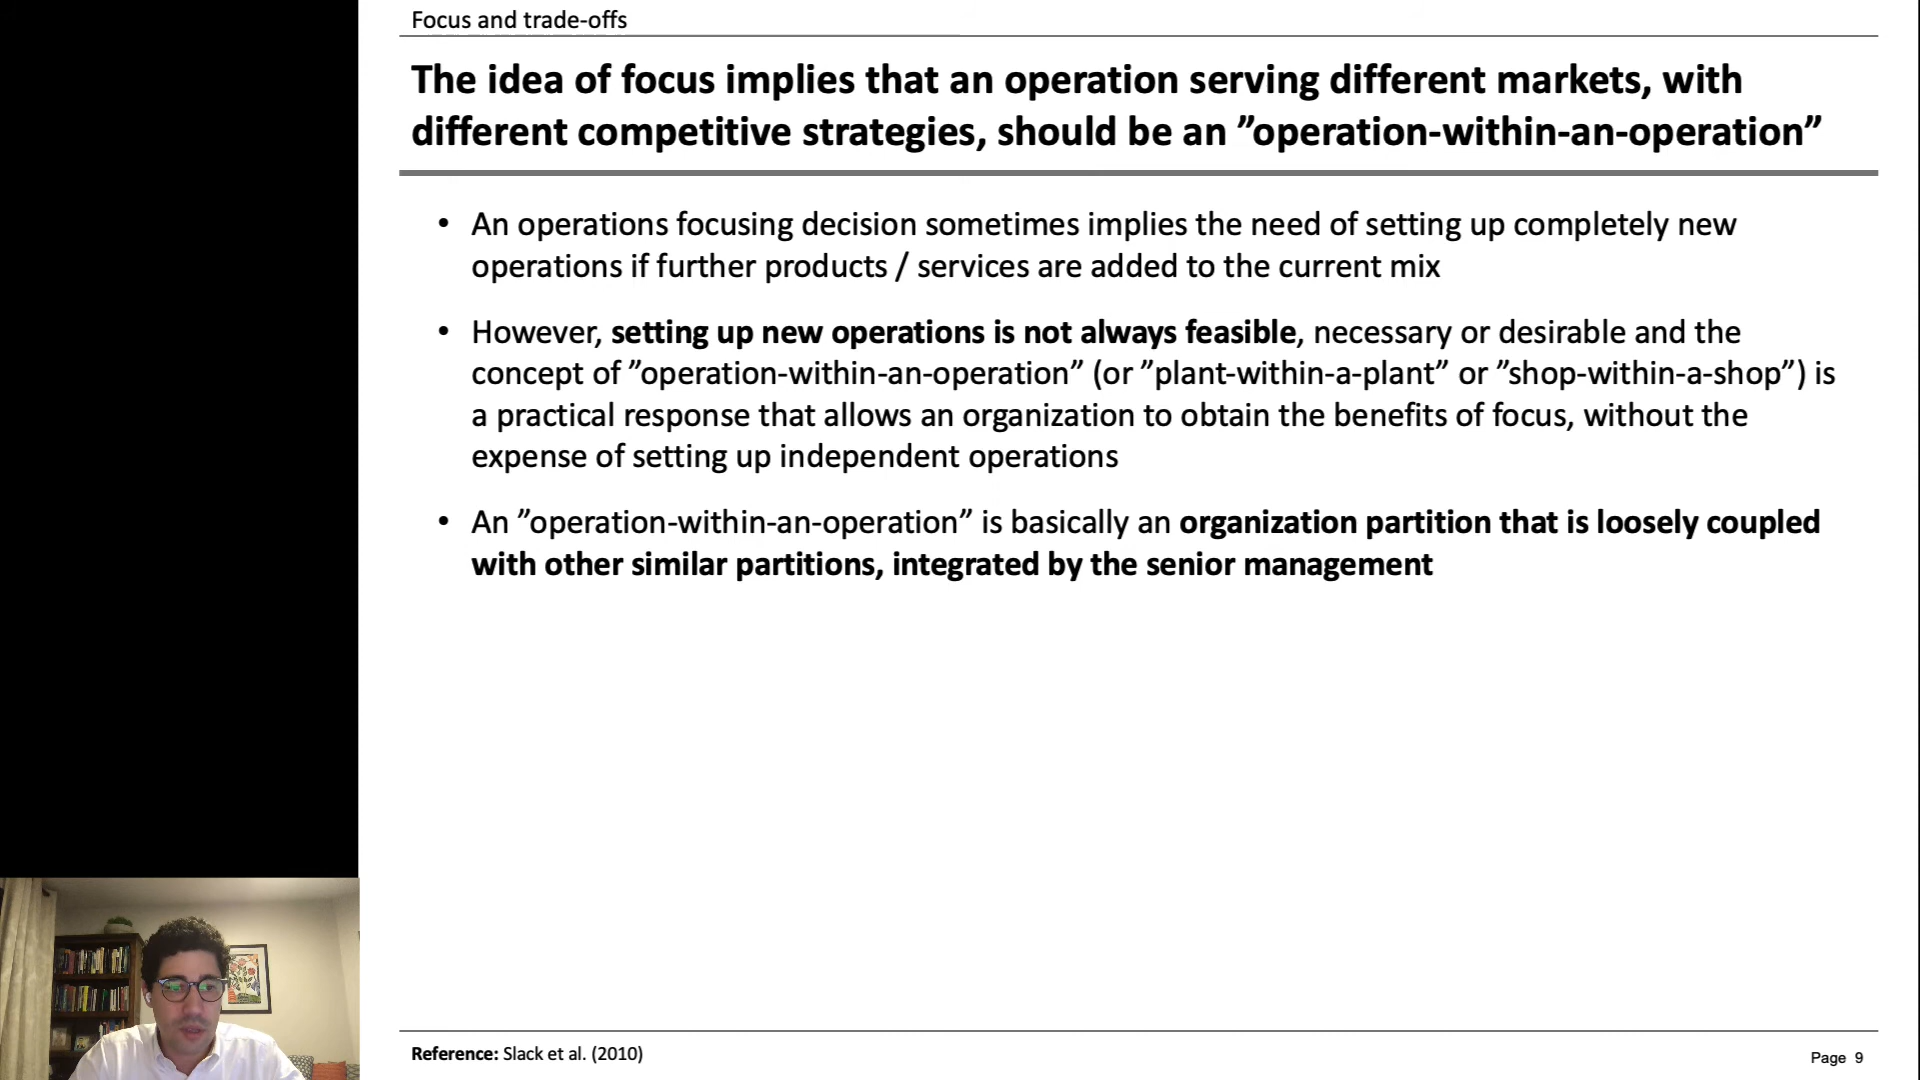 Focus and trade-offs
The idea of focus implies that an operation serving different markets, with
different competitive strategies, should be an ”operation-within-an-operation”
• An operations focusing decision sometimes implies the need of setting up completely new
operations if further products / services are added to the current mix
• However, setting up new operations is not always feasible, necessary or desirable and the
concept of ”operation-within-an-operation” (or ”plant-within-a-plant” or ”shop-within-a-shop”) is
a practical response that allows an organization to obtain the benefits of focus, without the
expense of setting up independent operations
• An ”operation-within-an-operation” is basically an organization partition that is loosely coupled
with other similar partitions, integrated by the senior management
Reference: Slack et al. (2010)
Page 9